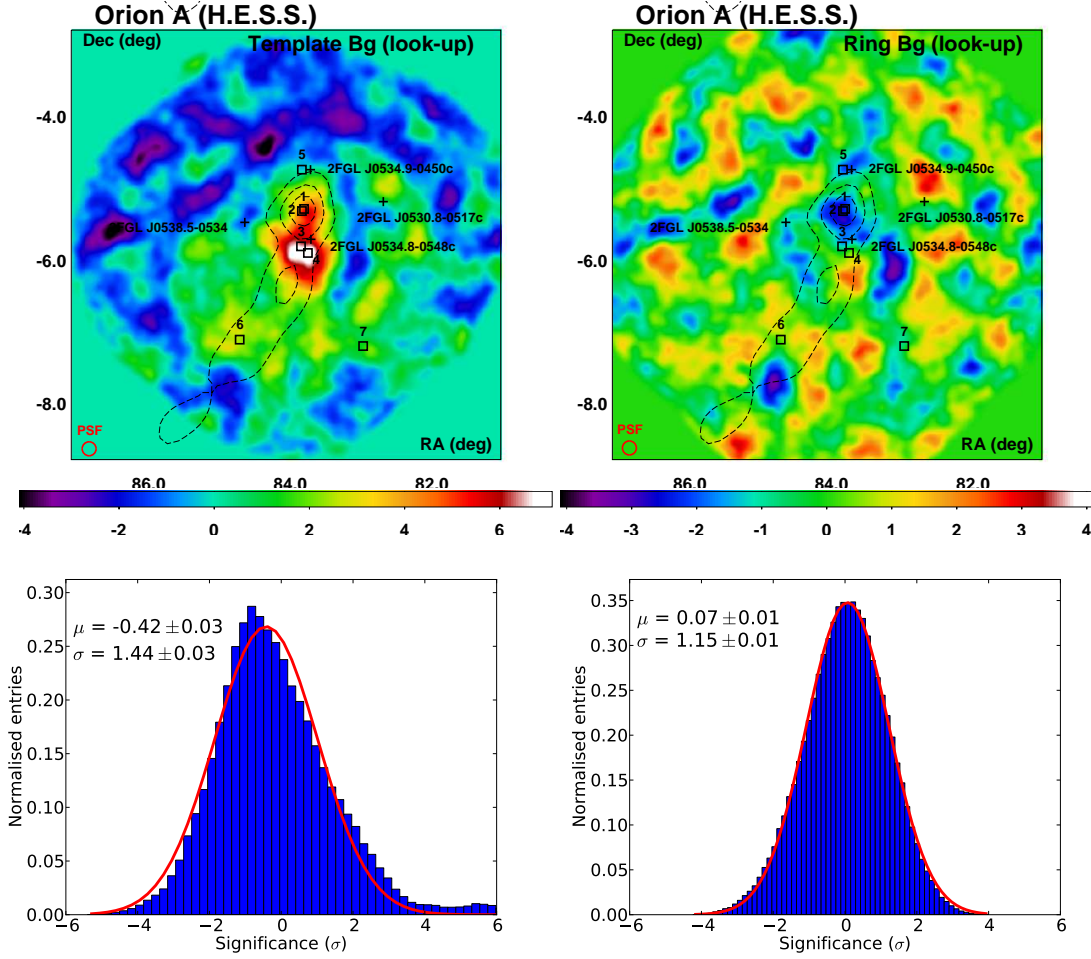 Orion A (H.E.S.S.)
Dec (deg)
Template Bg (look-up)
-4.0
-6.0
-8.0
5
2FGL J0534.9-0450c
1
2
2FGL J0530.8-0517c
FGL J0538.5-0534
3
2FGL J0534.8-0548c
4
6
7
PSF
RA (deg)
86.0 84.0 82.0
-4 -2 0 2 4 6
Orion A (H.E.S.S.)
Dec (deg)
Ring Bg (look-up)
-4.0
-6.0
-8.0
5
2FGL J0534.9-0450c
1
2
2FGL J0530.8-0517c
2FGL J0538.5-0534
3
2FGL J0534.8-0548c
4
6
7
PSF
RA (deg)
86.0 84.0 82.0
-4 -3 -2 -1 0 1 2 3 4
0.30
0.25
0.20
0.15
0.10
0.05
0.00
Normalised entries
μ = -0.42 ±0.03
σ = 1.44 ±0.03
−6 −4 −2 0 2 4 6
Significance (σ)
0.35
0.30
0.25
0.20
0.15
0.10
0.05
0.00
Normalised entries
μ = 0.07 ±0.01
σ = 1.15 ±0.01
−6 −4 −2 0 2 4 6
Significance (σ)